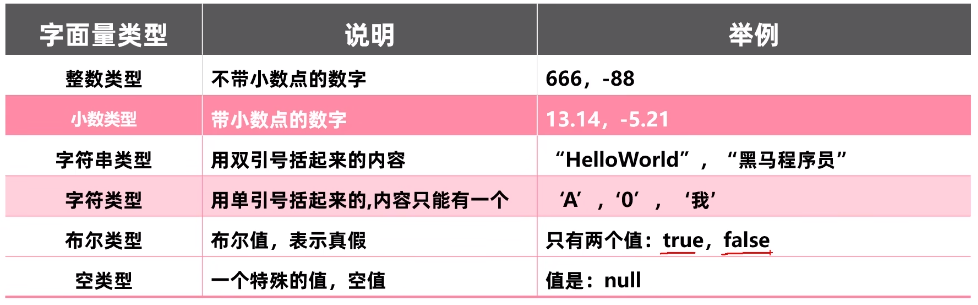 字面量类型 说明 举例
整数类型 不带小数点的数字 666，-88
小数类型 带小数点的数字 13.14，-5.21
字符串类型 用双引号括起来的内容 “HelloWorld”，“黑马程序员”
字符类型 用单引号括起来的,内容只能有一个 ‘A’，‘0’，‘我’
布尔类型 布尔值，表示真假 只有两个值：true，false
空类型 一个特殊的值，空值 值是：null